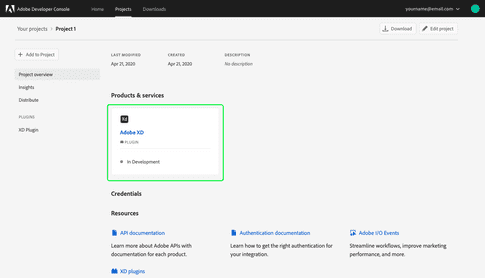 Adobe Developer Console
Home
Projects
Downloads
yourname@email.com
Your projects
Project 1
Download
Edit project
Add to Project
Project overview
Insights
Distribute
PLUGINS
XD Plugin
LAST MODIFIED
Apr 21, 2020
CREATED
Apr 21, 2020
DESCRIPTION
No description
Products & services
Xd
Adobe XD
PLUGIN
In Development
Credentials
Resources
API documentation
Learn more about Adobe APIs with
documentation for each product.
Authentication documentation
Learn how to get the right authentication for
your integration.
Adobe I/O Events
Streamline workflows, improve marketing
performance, and more.
XD plugins